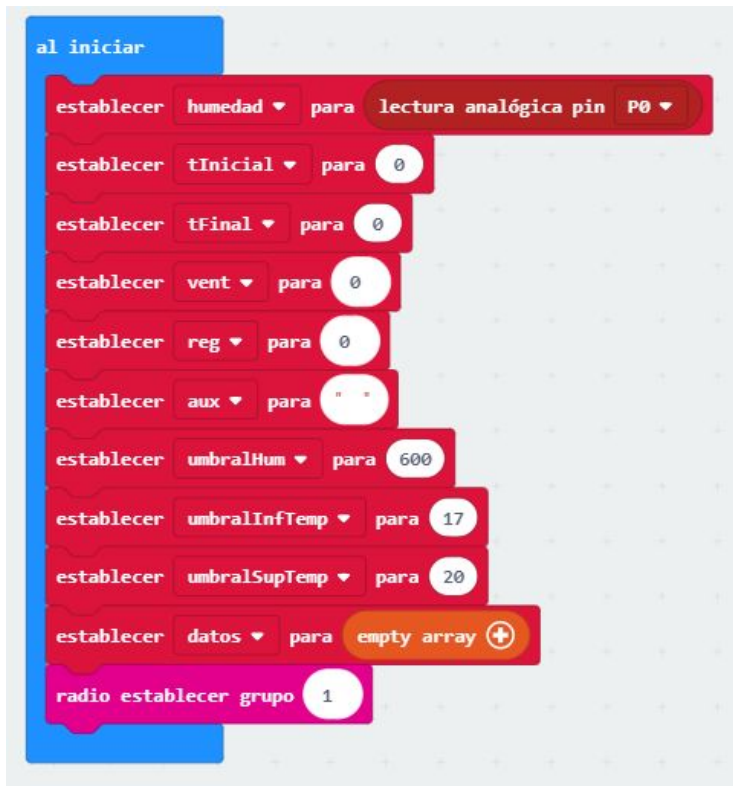 al iniciar
establecer humedad para lectura analógica pin P0
establecer tInicial para 0
establecer tFinal para 0
establecer vent para 0
establecer reg para 0
establecer aux para " "
establecer umbralHum para 600
establecer umbralInfTemp para 17
establecer umbralSupTemp para 20
establecer datos para empty array
radio establecer grupo 1